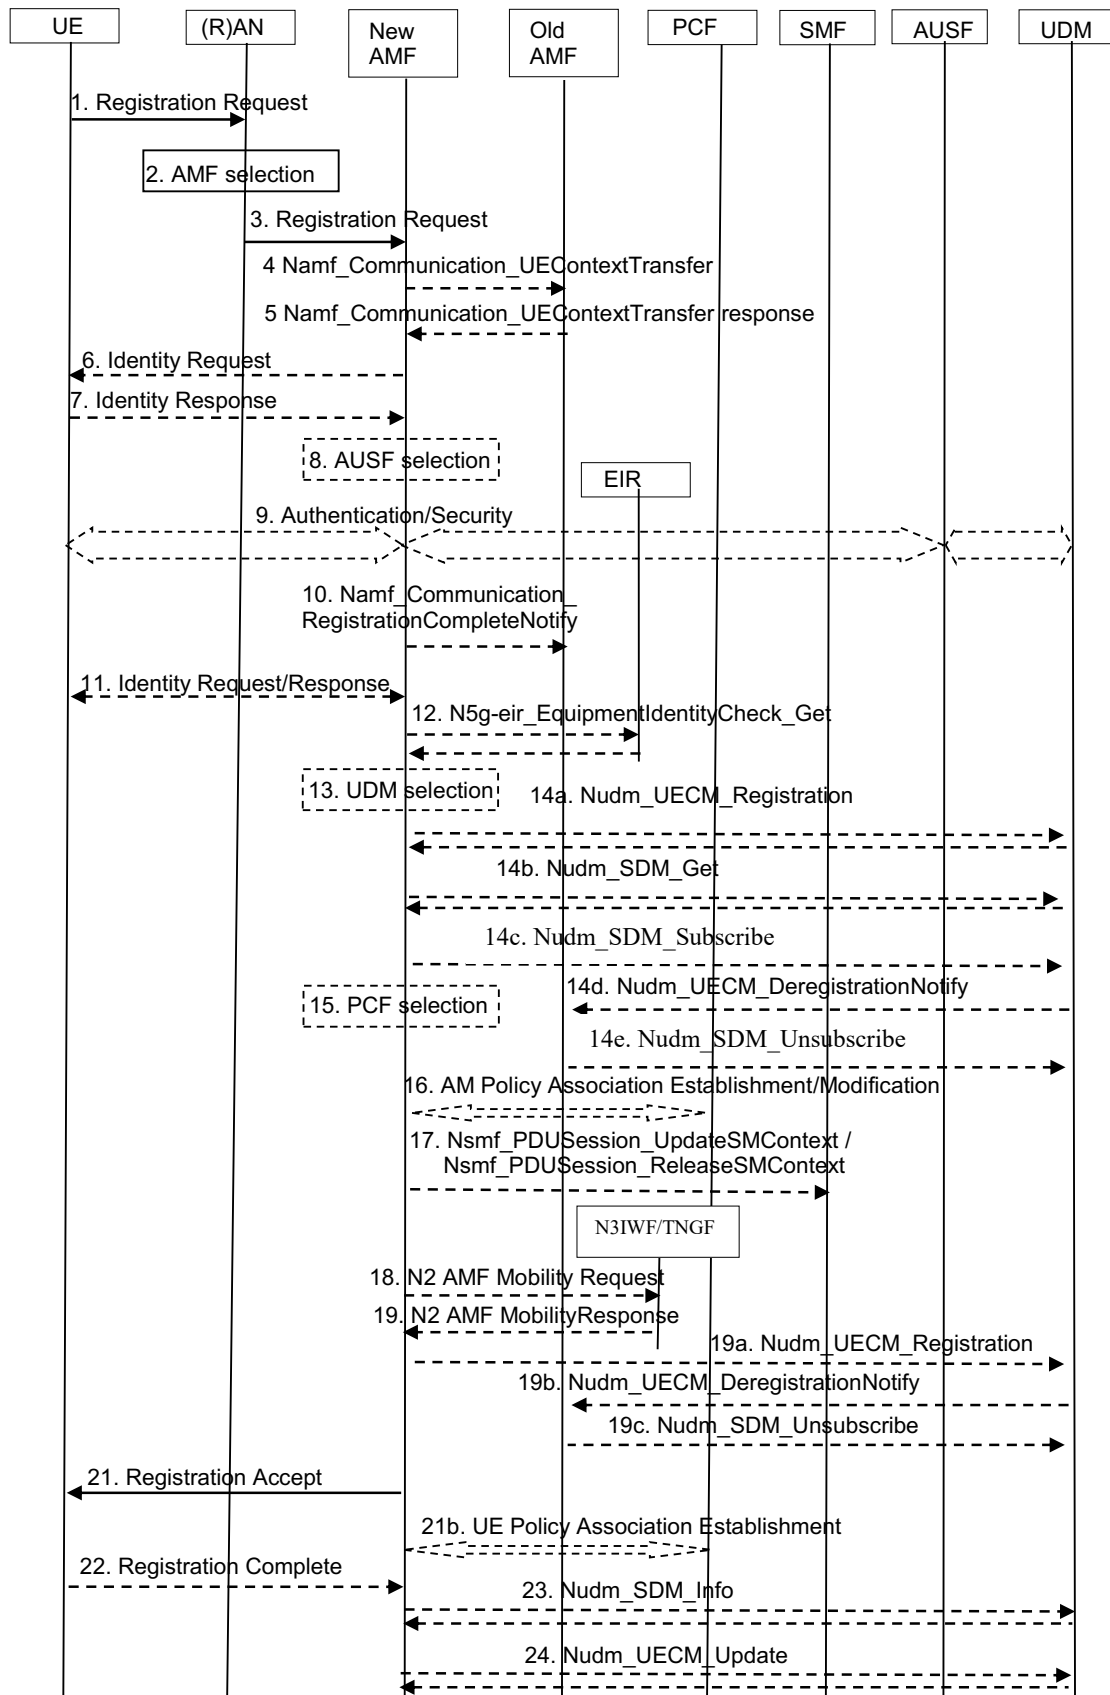 UE
(R)AN
New
AMF
Old
AMF
PCF
SMF
AUSF
UDM
1. Registration Request
2. AMF selection
3. Registration Request
4 Namf_Communication_UEContextTransfer
5 Namf_Communication_UEContextTransfer response
6. Identity Request
7. Identity Response
8. AUSF selection
EIR
9. Authentication/Security
10. Namf_Communication_
RegistrationCompleteNotify
11. Identity Request/Response
12. N5g-eir_EquipmentIdentityCheck_Get
13. UDM selection
14a. Nudm_UECM_Registration
14b. Nudm_SDM_Get
14c. Nudm_SDM_Subscribe
14d. Nudm_UECM_DeregistrationNotify
15. PCF selection
14e. Nudm_SDM_Unsubscribe
16. AM Policy Association Establishment/Modification
17. Nsmf_PDUSession_UpdateSMContext /
Nsmf_PDUSession_ReleaseSMContext
N3IWF/TNGF
18. N2 AMF Mobility Request
19. N2 AMF MobilityResponse
19a. Nudm_UECM_Registration
19b. Nudm_UECM_DeregistrationNotify
19c. Nudm_SDM_Unsubscribe
21. Registration Accept
21b. UE Policy Association Establishment
22. Registration Complete
23. Nudm_SDM_Info
24. Nudm_UECM_Update